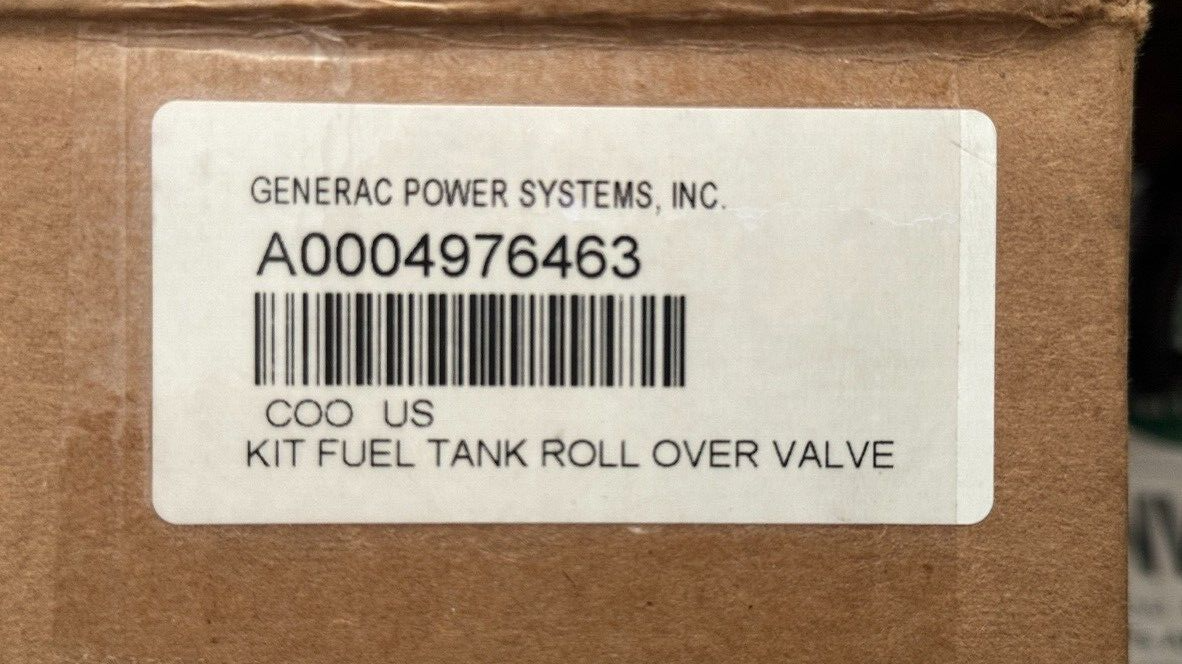 GENERAC POWER SYSTEMS, INC.
A0004976463
COO US
KIT FUEL TANK ROLL OVER VALVE